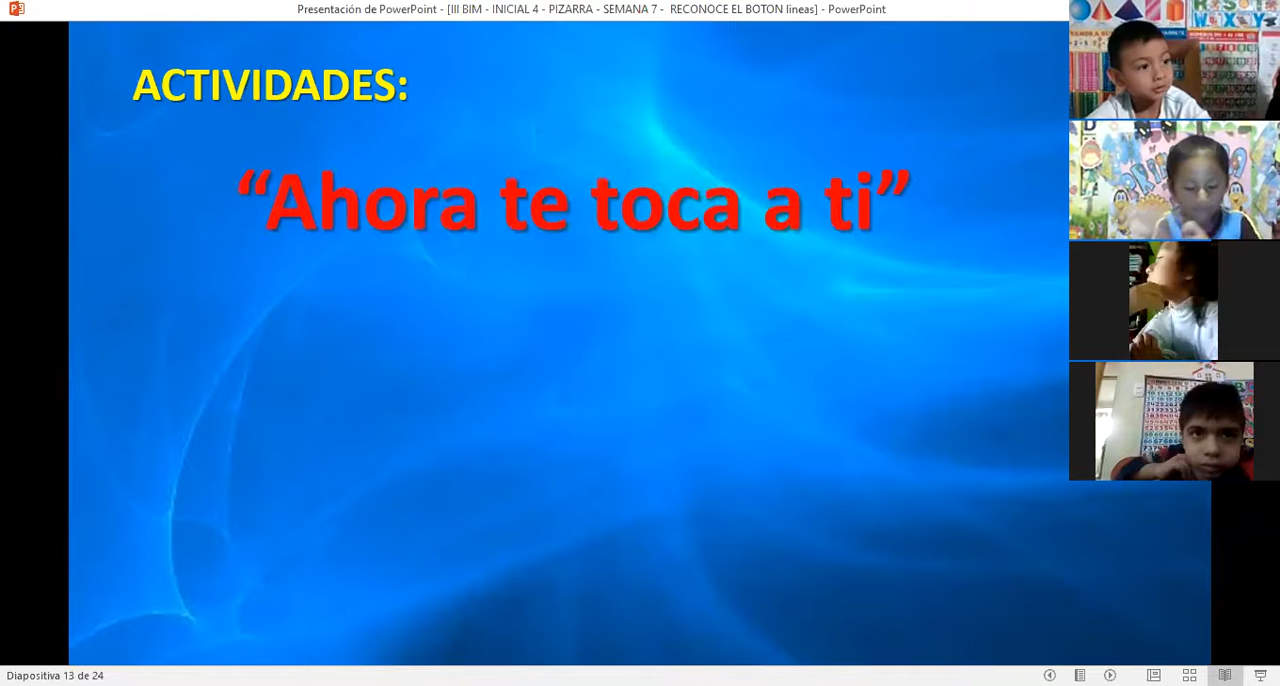 Presentación de PowerPoint - [III BIM - INICIAL 4 - PIZARRA - SEMANA 7 - RECONOCE EL BOTON lineas] - PowerPoint
ACTIVIDADES:
“Ahora te toca a ti”
Diapositiva 13 de 24